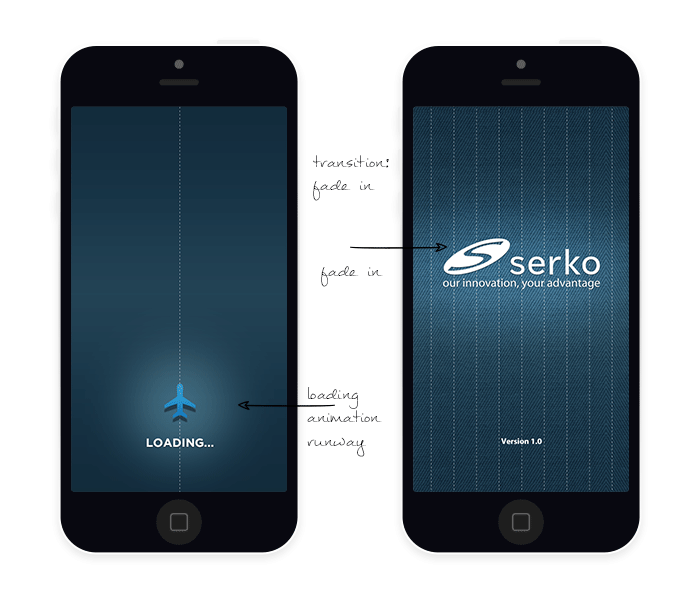 transition:
fade in
serko
our innovation, your advantage
fade in
loading
animation
runway
LOADING...
Version 1.0